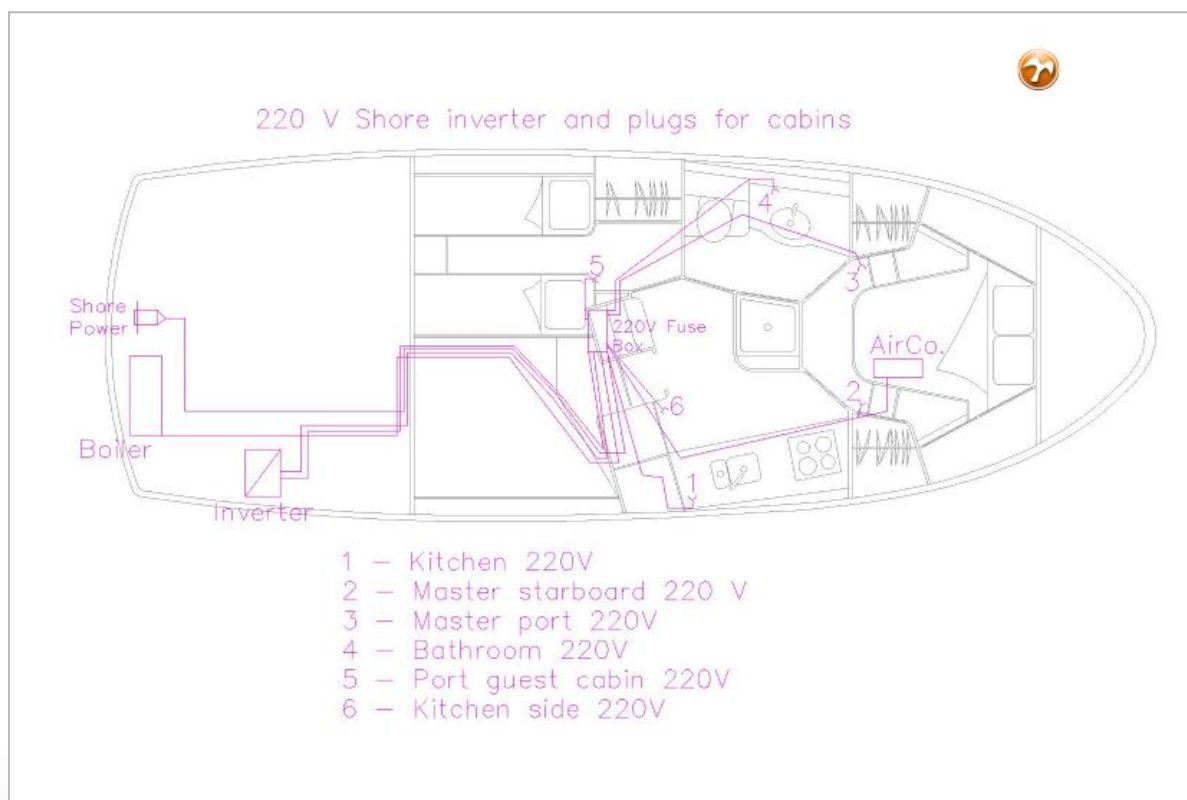 220 V Shore inverter and plugs for cabins
4
5
3
Share
Power
220V Fuse
Box
AirCo.
2
6
Boiler
1
Inverter
1 – Kitchen 220V
2 – Master starboard 220 V
3 – Master port 220V
4 – Bathroom 220V
5 – Port guest cabin 220V
6 – Kitchen side 220V